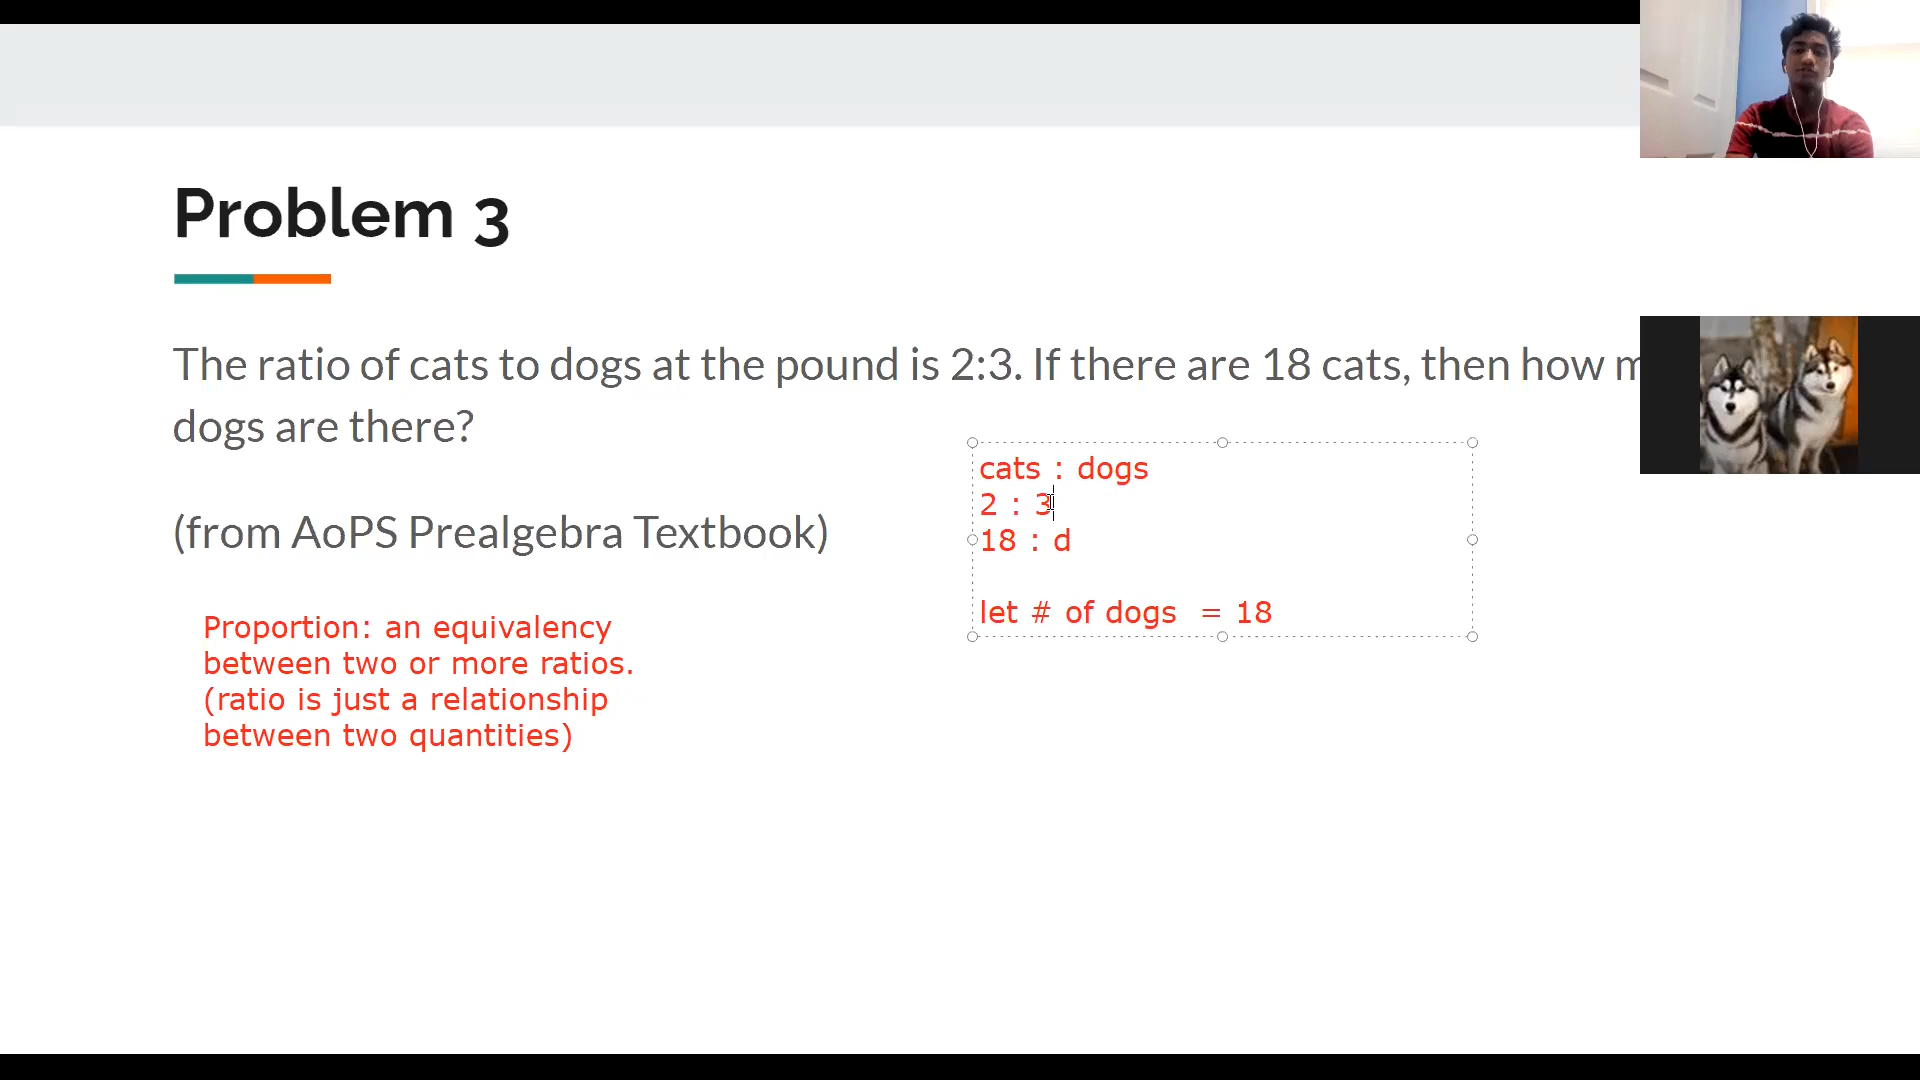 Problem 3
The ratio of cats to dogs at the pound is 2:3. If there are 18 cats, then how
dogs are there?
(from AoPS Prealgebra Textbook)
cats : dogs
2 : 3
18 : d
let # of dogs = 18
Proportion: an equivalency
between two or more ratios.
(ratio is just a relationship
between two quantities)